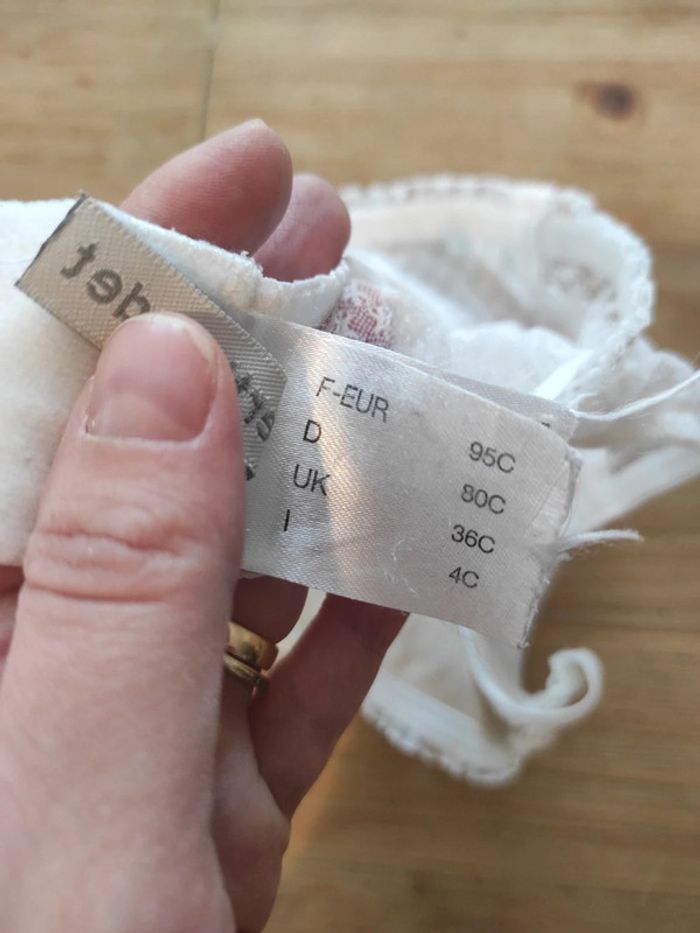 F-EUR 95C
D 80C
UK 36C
I 4C